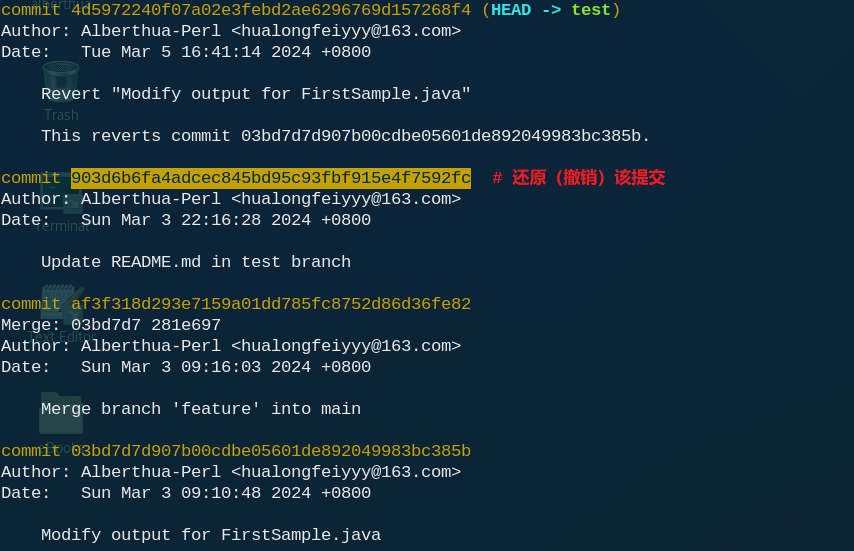 commit 4d5972240f07a02e3febd2ae6296769d157268f4 (HEAD -> test)
Author: Alberthua-Perl <hualongfeiyyy@163.com>
Date:   Tue Mar 5 16:41:14 2024 +0800
Trash
    Revert "Modify output for FirstSample.java"
    This reverts commit 03bd7d7d907b00cdbe05601de892049983bc385b.
commit 903d6b6fa4adcec845bd95c93fbf915e4f7592fc # 还原（撤销）该提交
Author: Alberthua-Perl <hualongfeiyyy@163.com>
Date:   Sun Mar 3 22:16:28 2024 +0800
Terminal
    Update README.md in test branch
commit af3f318d293e7159a01dd785fc8752d86d36fe82
Merge: 03bd7d7 281e697
Text Editor
Author: Alberthua-Perl <hualongfeiyyy@163.com>
Date:   Sun Mar 3 09:16:03 2024 +0800
    Merge branch 'feature' into main
commit 03bd7d7d907b00cdbe05601de892049983bc385b
Author: Alberthua-Perl <hualongfeiyyy@163.com>
Date:   Sun Mar 3 09:10:48 2024 +0800
    Modify output for FirstSample.java